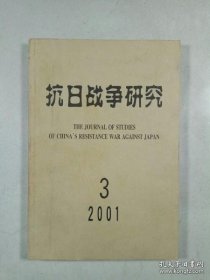 抗日战争研究
THE JOURNAL OF STUDIES
OF CHINA'S RESISTANCE WAR AGAINST JAPAN
3
2001